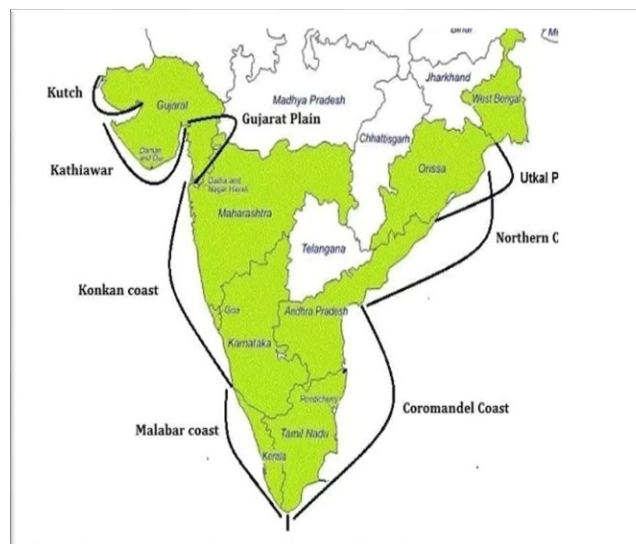 Jharkhand
Kutch
Madhya Pradesh
West Bengal
Gujarat
Gujarat Plain
Chhattisgarh
Daman
and Diu
Kathiawar
Orissa
Utkal P
Dadra and
Nagar Haveli
Maharashtra
Northern C
Telangana
Konkan coast
Goa
Andhra Pradesh
Karnataka
Pondicherry
Coromandel Coast
Malabar coast
Tamil Nadu
Kerala